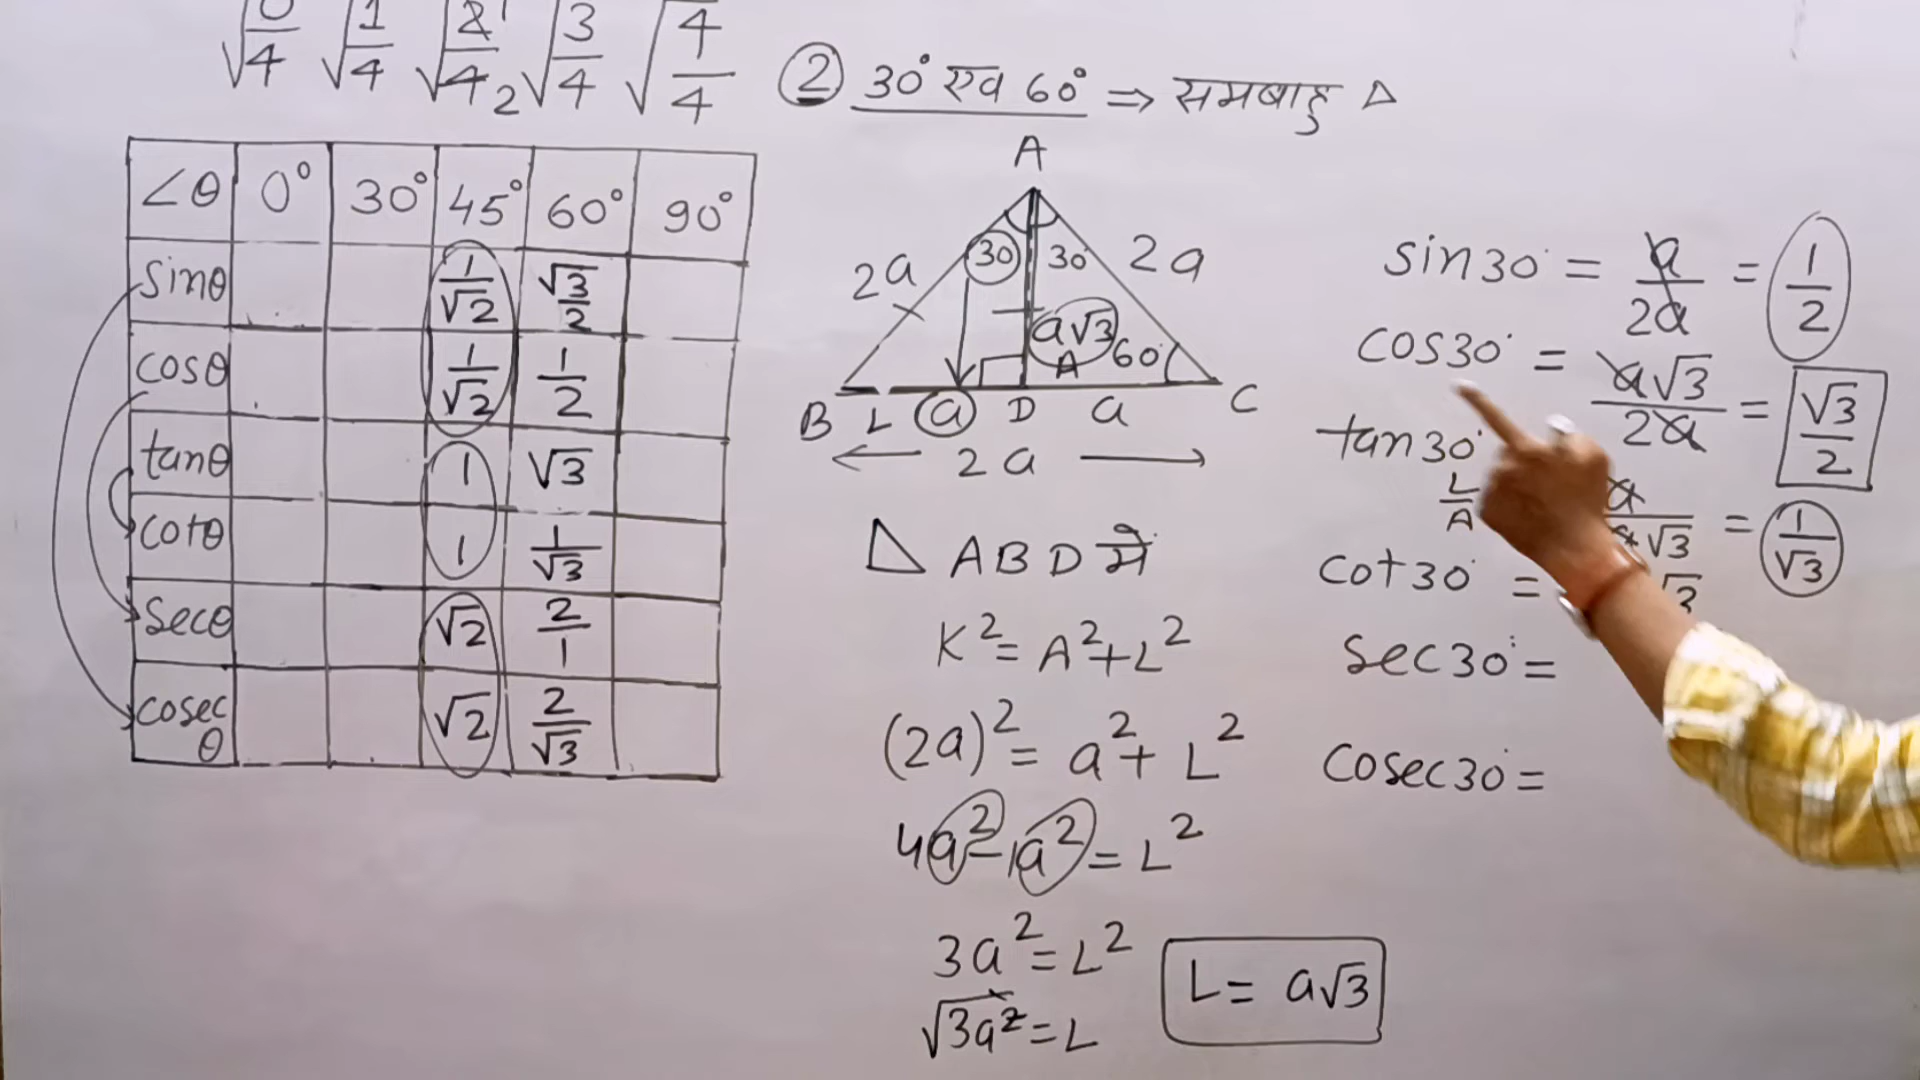 √0/4 √1/4 √2/4 1 2 √3/4 √4/4
② 30° एव 60° ⇒ समबाहु Δ
∠θ 0° 30° 45° 60° 90°
sinθ 1/√2 √3/2
cosθ 1/√2 1/2
tanθ 1 √3
cotθ 1 1/√3
secθ √2 2/1
cosec θ √2 2/√3
A
2a 30 30° 2a
a√3
A 60°
B L a D a C
← 2a →
Δ ABD में
K² = A² + L²
(2a)² = a² + L²
4a² - 1a² = L²
3a² = L²
√3a² = L
L = a√3
sin30° = a/2a = 1/2
cos30° = a√3/2a = √3/2
tan30° a/a√3 = 1/√3
L/A
cot30° = √3
sec30° =
cosec30° =